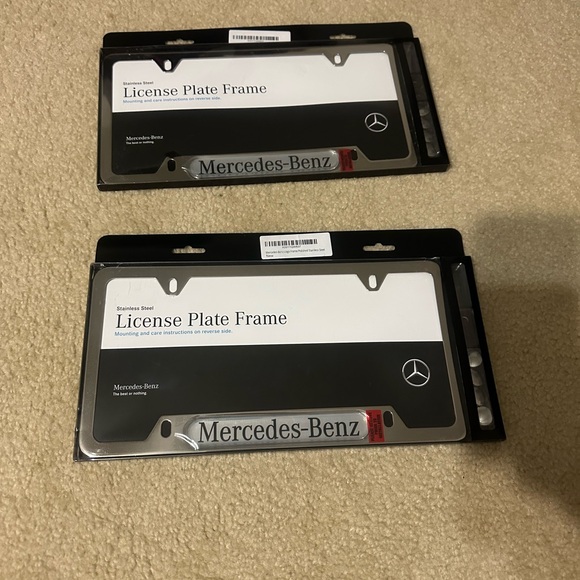 Stainless Steel
License Plate Frame
Mounting and care instructions on reverse side.
Mercedes-Benz
The best or nothing.
Mercedes-Benz
Stainless Steel
License Plate Frame
Mounting and care instructions on reverse side.
Mercedes-Benz
The best or nothing.
Mercedes-Benz